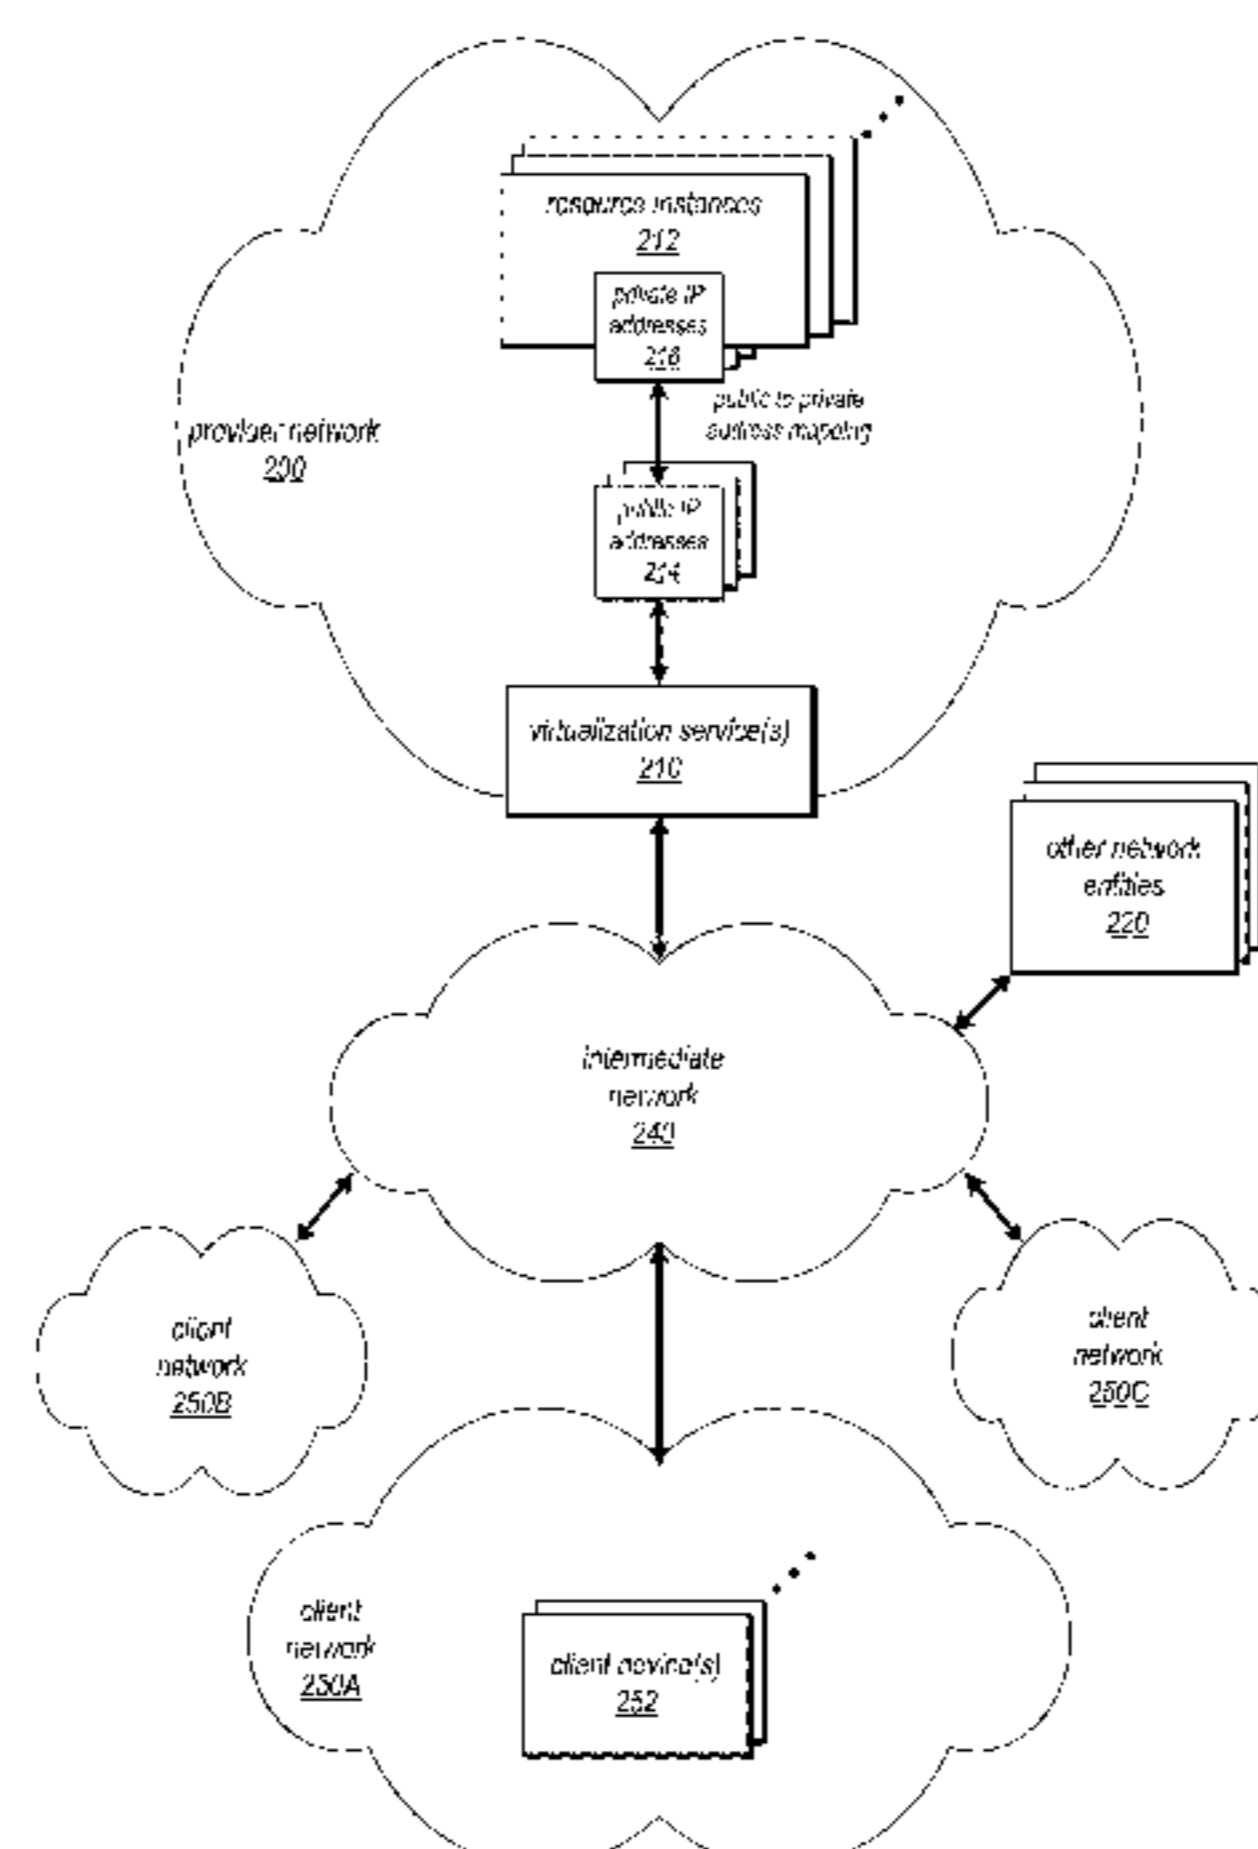 resource instances
212
private IP
addresses
216
public to private
address mapping
provider network
200
public IP
addresses
214
virtualization service(s)
210
other network
entities
220
intermediate
network
240
client
network
250B
client
network
250C
client
network
250A
client device(s)
252